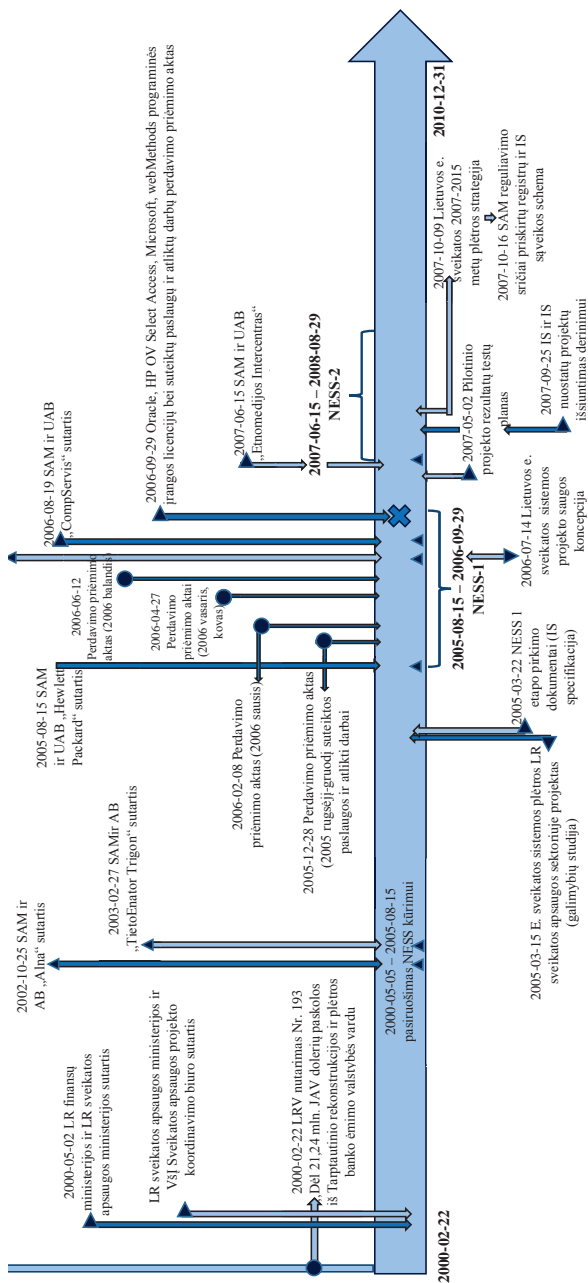 2000-05-02 LR finansų
ministerijos ir LR sveikatos
apsaugos ministerijos sutartis
LR sveikatos apsaugos ministerijos ir
VšĮ Sveikatos apsaugos projekto
koordinavimo biuro sutartis
2000-02-22 LRV nutarimas Nr. 193
„Dėl 21,24 mln. JAV dolerių paskolos
iš Tarptautinio rekonstrukcijos ir plėtros
banko ėmimo valstybės vardu
2000-02-22
2002-10-25 SAM ir
AB „Alna“ sutartis
2003-02-27 SAMir AB
„TietoEnator Trigon“ sutartis
2000-05-05 – 2005-08-15
pasiruošimas NESS kūrimui
2005-03-15 E. sveikatos sistemos plėtros LR
sveikatos apsaugos sektoriuje projektas
(galimybių studija)
2005-03-22 NESS 1
etapo pirkimo
dokumentai (IS
specifikacija)
2005-08-15 SAM
ir UAB „Hewlett
Packard“ sutartis
2006-02-08 Perdavimo
priėmimo aktas (2006 sausis)
2005-12-28 Perdavimo priėmimo aktas
(2005 rugsėjį-gruodį suteiktos
paslaugos ir atlikti darbai
2006-06-12
Perdavimo priėmimo
aktas (2006 balandis)
2006-04-27
Perdavimo
priėmimo aktai
(2006 vasaris,
kovas)
2005-08-15 – 2006-09-29
NESS-1
2006-07-14 Lietuvos e.
sveikatos sistemos
projekto saugos
koncepcija
2006-08-19 SAM ir UAB
„CompServis“ sutartis
2006-09-29 Oracle, HP OV Select Access, Microsoft, webMethods programinės
įrangos licencijų bei suteiktų paslaugų ir atliktų darbų perdavimo priėmimo aktas
2007-06-15 SAM ir UAB
„Etnomedijos Intercentras“
2007-06-15 – 2008-08-29
NESS-2
2007-05-02 Pilotinio
projekto rezultatų testų
planas
2007-09-25 IS ir IS
nuostatų projektų
išsiuntimas derinimui
2007-10-09 Lietuvos e.
sveikatos 2007-2015
metų plėtros strategija
2007-10-16 SAM reguliavimo
sričiai priskirtų registrų ir IS
sąveikos schema
2010-12-31